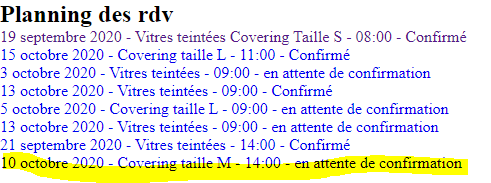 Planning des rdv
19 septembre 2020 - Vitres teintées Covering Taille S - 08:00 - Confirmé
15 octobre 2020 - Covering taille L - 11:00 - Confirmé
3 octobre 2020 - Vitres teintées - 09:00 - en attente de confirmation
13 octobre 2020 - Vitres teintées - 09:00 - Confirmé
5 octobre 2020 - Covering taille L - 09:00 - en attente de confirmation
13 octobre 2020 - Vitres teintées - 09:00 - en attente de confirmation
21 septembre 2020 - Vitres teintées - 14:00 - Confirmé
10 octobre 2020 - Covering taille M - 14:00 - en attente de confirmation